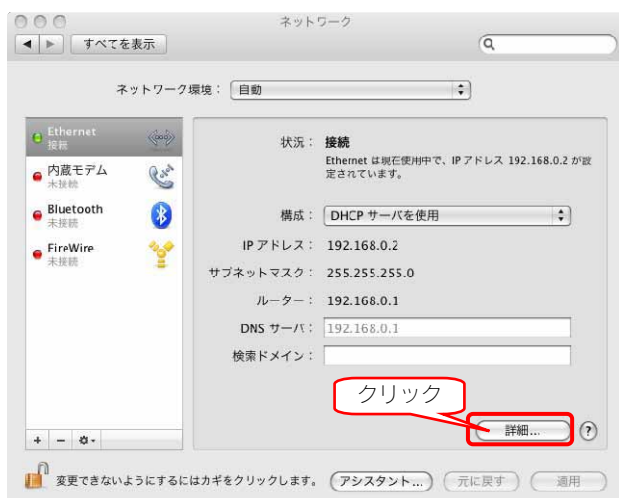 ネットワーク
すべてを表示
ネットワーク環境： 自動
Ethernet
接続
内蔵モデム
未接続
Bluetooth
未接続
FireWire
未接続
状況： 接続
Ethernet は現在使用中で、IP アドレス 192.168.0.2 が設
定されています。
構成： DHCP サーバを使用
IP アドレス： 192.168.0.2
サブネットマスク： 255.255.255.0
ルーター： 192.168.0.1
DNS サーバ： 192.168.0.1
検索ドメイン：
クリック
詳細... ?
+ −
変更できないようにするにはカギをクリックします。 アシスタント... 元に戻す 適用